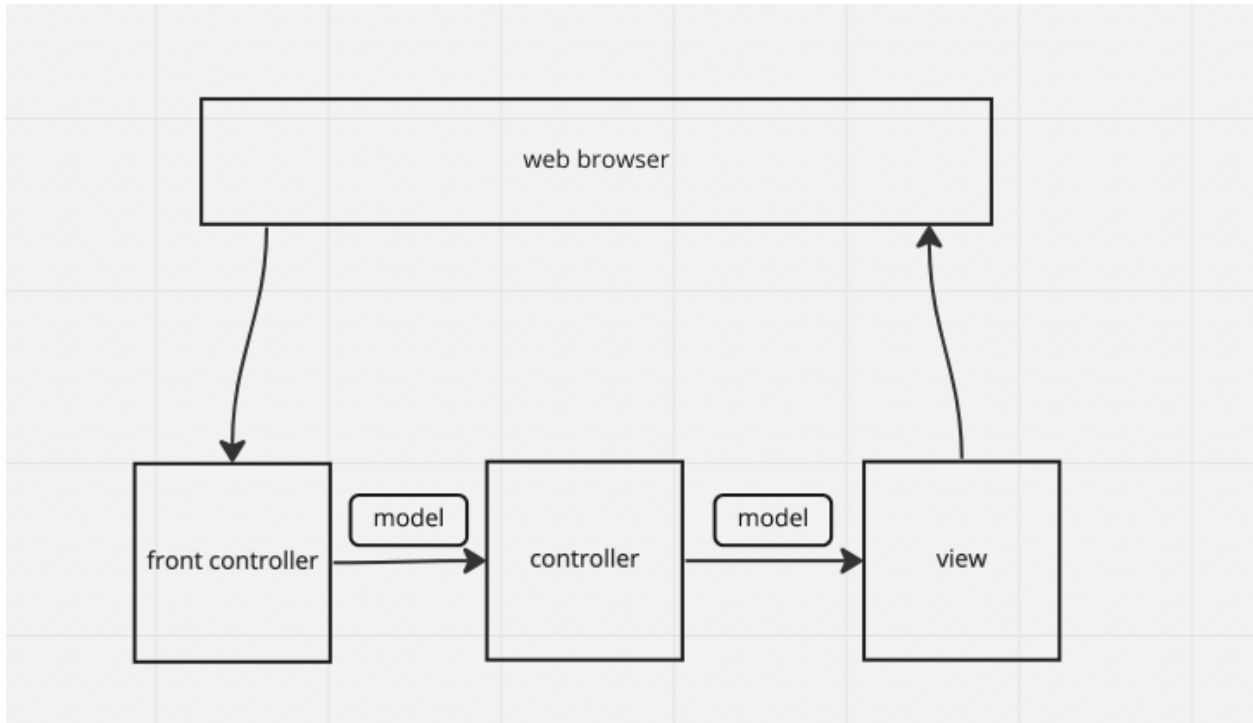 web browser
model
model
front controller
controller
view